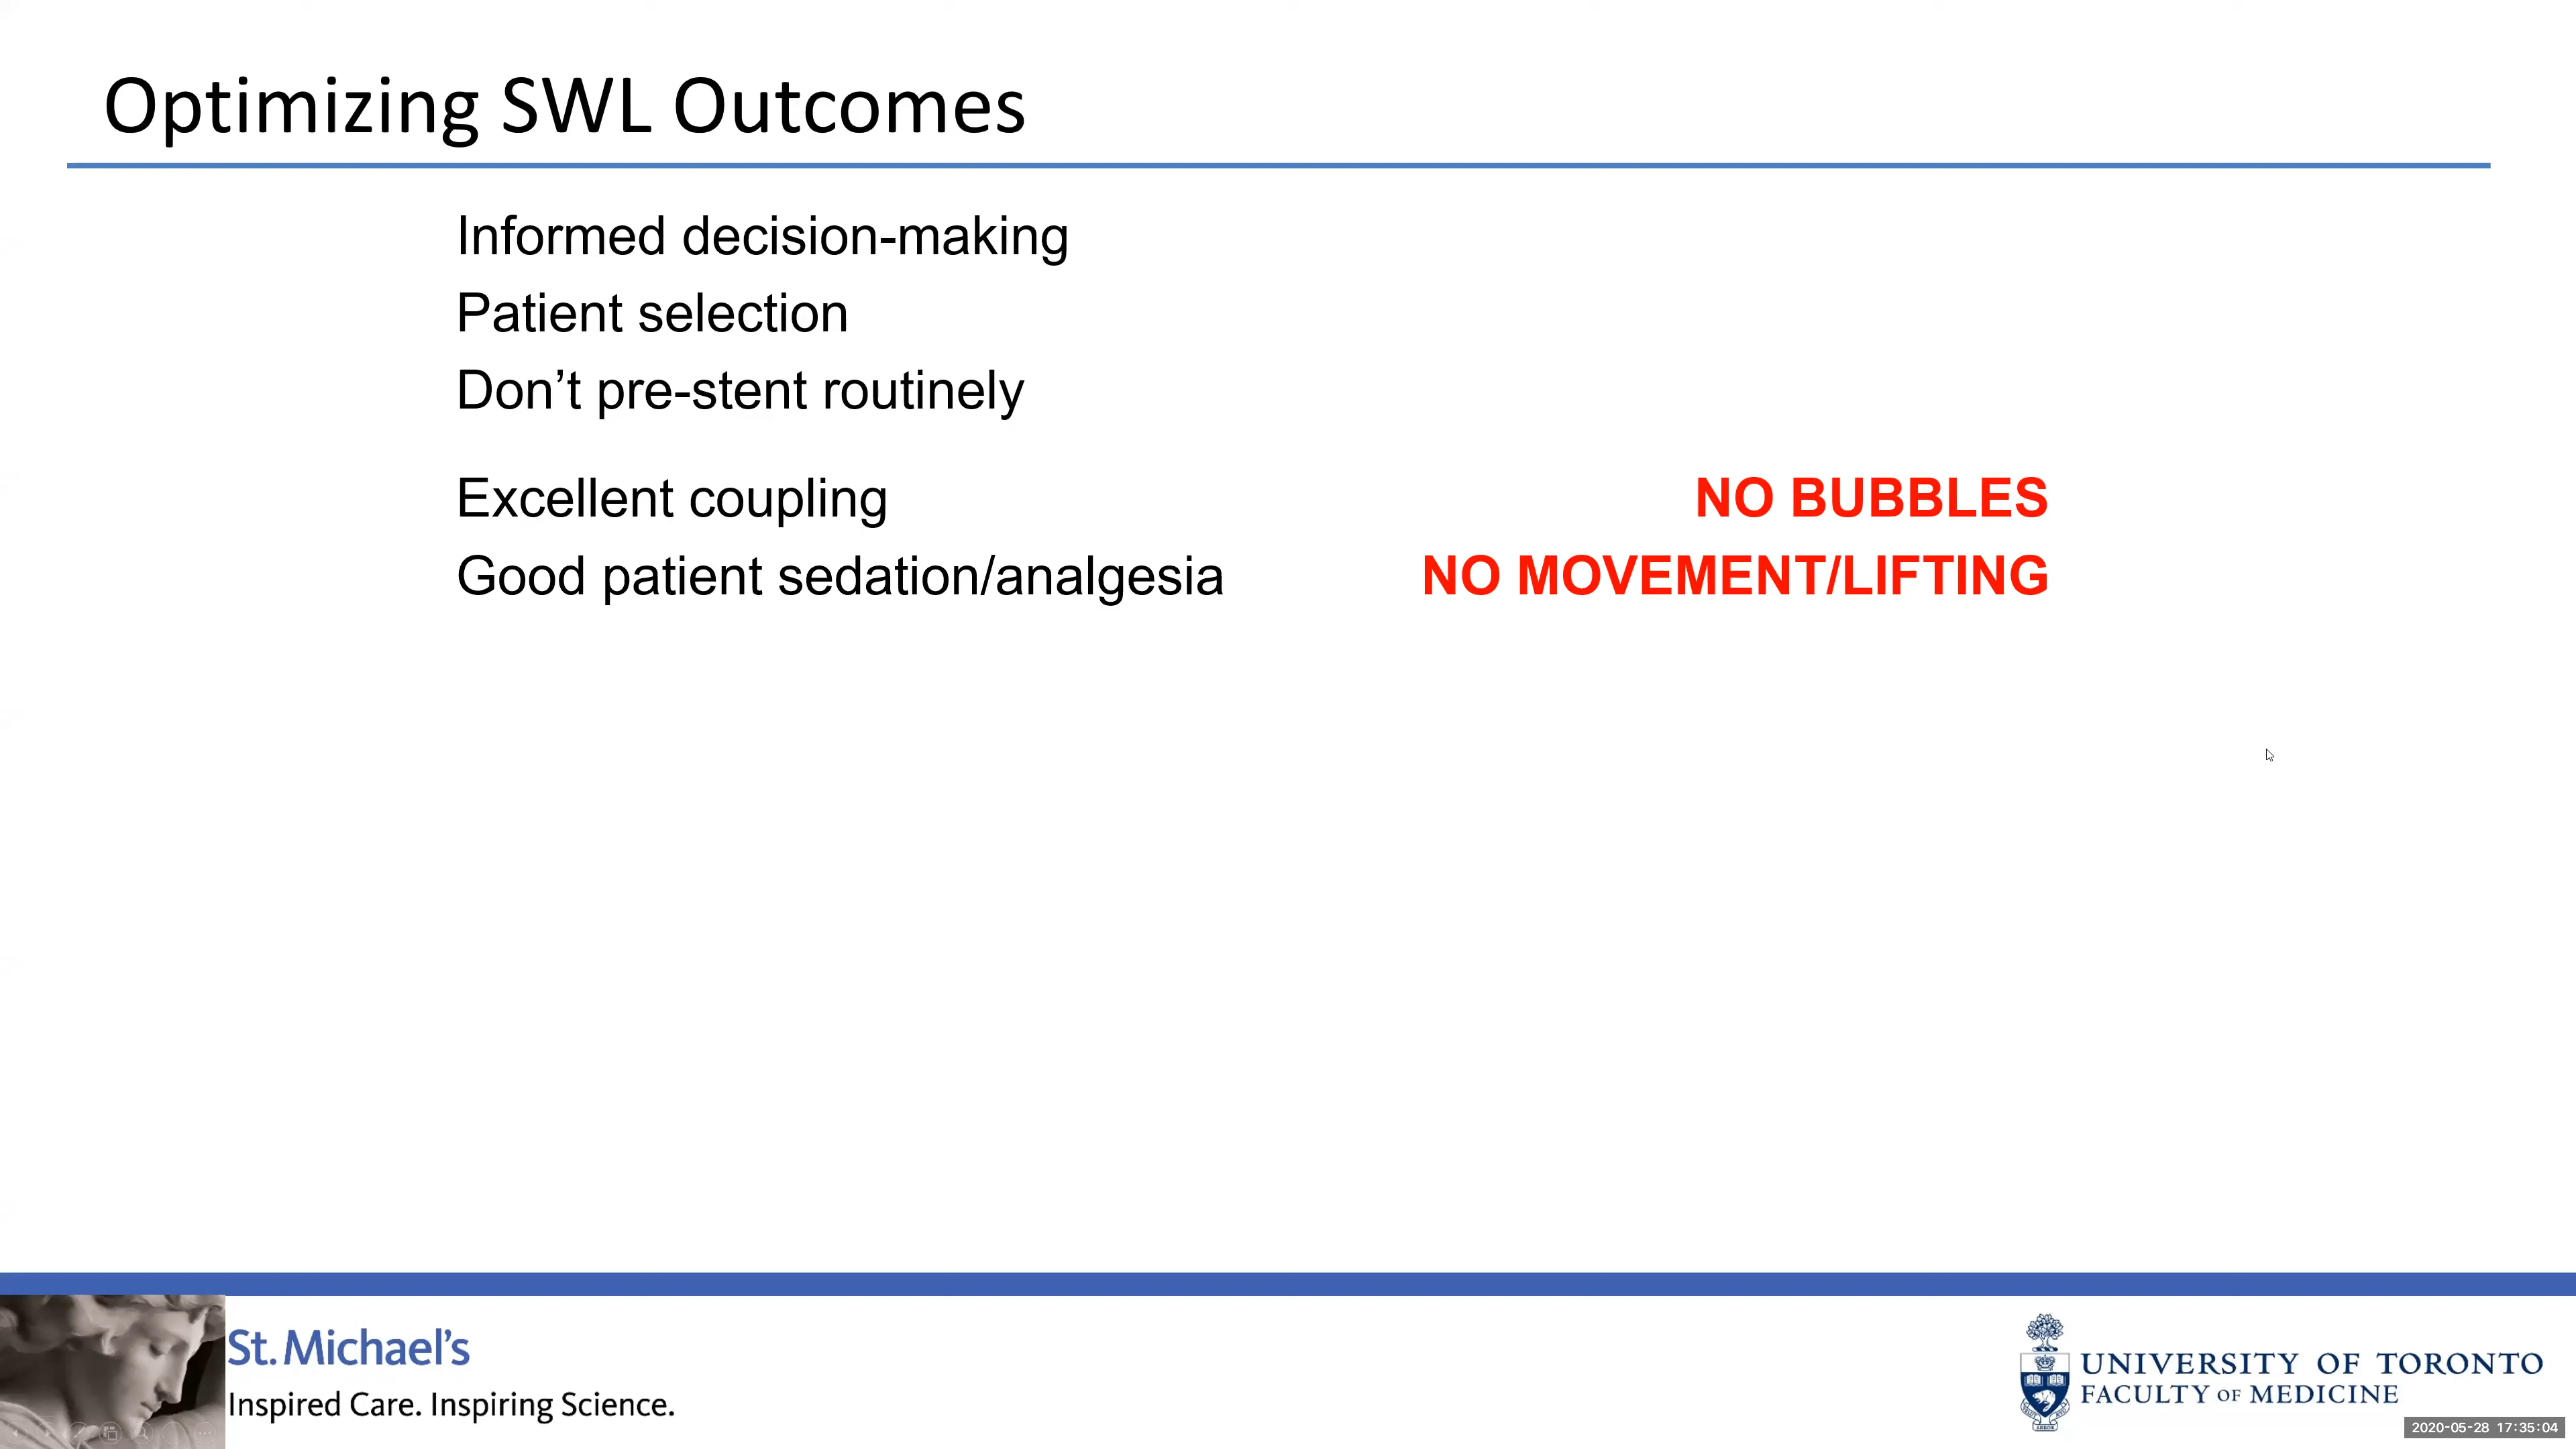 Optimizing SWL Outcomes
Informed decision-making
Patient selection
Don’t pre-stent routinely
Excellent coupling NO BUBBLES
Good patient sedation/analgesia NO MOVEMENT/LIFTING
St. Michael's
Inspired Care. Inspiring Science.
UNIVERSITY OF TORONTO
FACULTY OF MEDICINE
2020-05-28 17:35:04